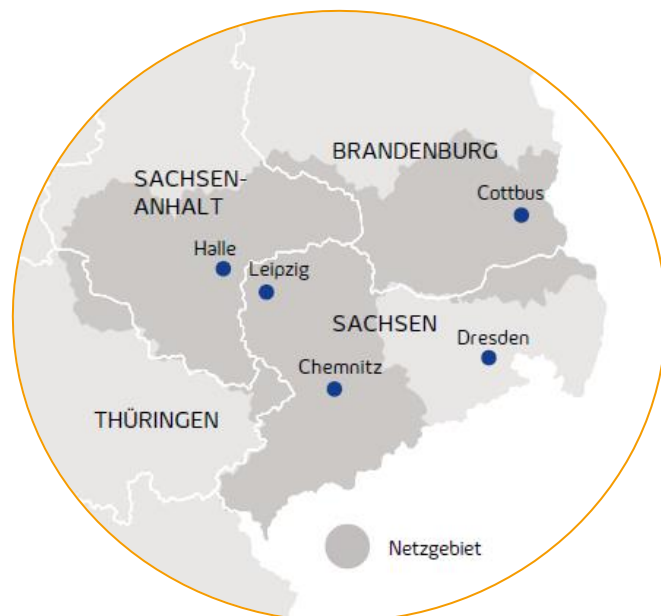 BRANDENBURG
SACHSEN-
ANHALT
Cottbus
Halle
Leipzig
SACHSEN
Dresden
Chemnitz
THÜRINGEN
Netzgebiet